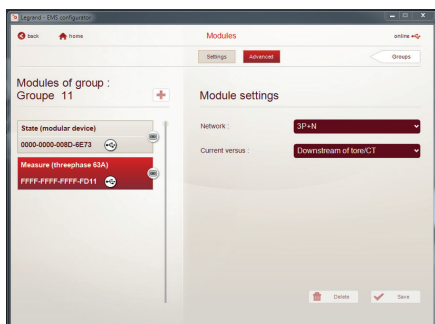 Legrand - EMS configurator
back
home
Modules
online
Settings
Advanced
Groups
Modules of group :
Groupe 11
State (modular device)
0000-0000-008D-6E73
Measure (threephase 63A)
FFFF-FFFF-FFFF-FD11
Module settings
Network :
3P+N
Current versus :
Downstream of tore/CT
Delete
Save